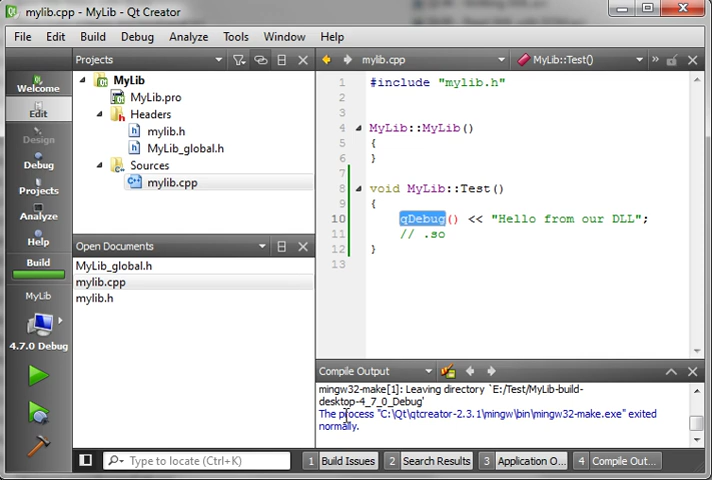 mylib.cpp - MyLib - Qt Creator
File Edit Build Debug Analyze Tools Window Help
Projects
mylib.cpp
MyLib::Test()
Welcome
Edit
Design
Debug
Projects
Analyze
Help
Build
MyLib
4.7.0 Debug
MyLib
MyLib.pro
Headers
mylib.h
MyLib_global.h
Sources
mylib.cpp
Open Documents
MyLib_global.h
mylib.cpp
mylib.h
1 #include "mylib.h"
2
3
4 MyLib::MyLib()
5 {
6 }
7
8 void MyLib::Test()
9 {
10 qDebug() << "Hello from our DLL";
11 // .so
12 }
13
Compile Output
mingw32-make[1]: Leaving directory `E:/Test/MyLib-build-
desktop-4_7_0_Debug'
The process "C:\Qt\qtcreator-2.3.1\mingw\bin\mingw32-make.exe" exited
normally.
Type to locate (Ctrl+K)
1 Build Issues 2 Search Results 3 Application O... 4 Compile Out...